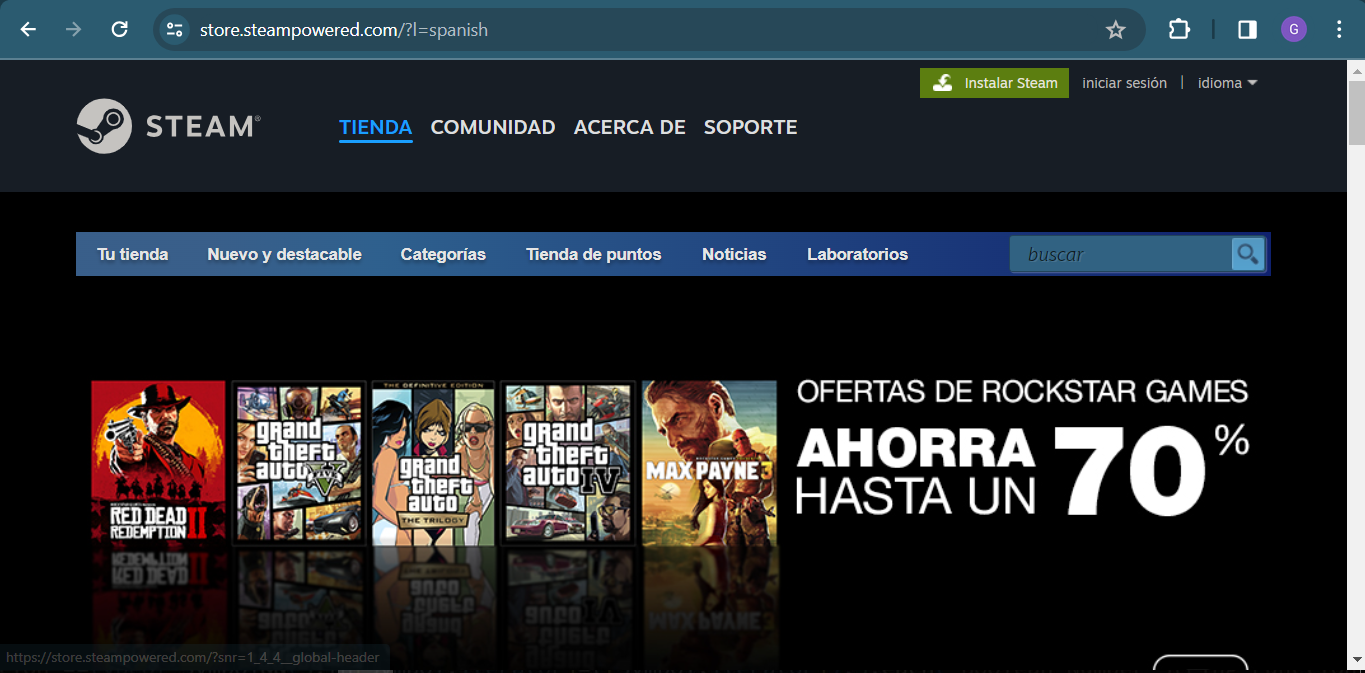 store.steampowered.com/?l=spanish
G
Instalar Steam
iniciar sesión
idioma
STEAM®
TIENDA
COMUNIDAD
ACERCA DE
SOPORTE
Tu tienda
Nuevo y destacable
Categorías
Tienda de puntos
Noticias
Laboratorios
buscar
RED DEAD
REDEMPTION II
grand
theft
auto
V
THE DEFINITIVE EDITION
grand
theft
auto
THE TRILOGY
grand
theft
auto IV
MAX PAYNE 3
OFERTAS DE ROCKSTAR GAMES
AHORRA
HASTA UN
70%
https://store.steampowered.com/?snr=1_4_4__global-header